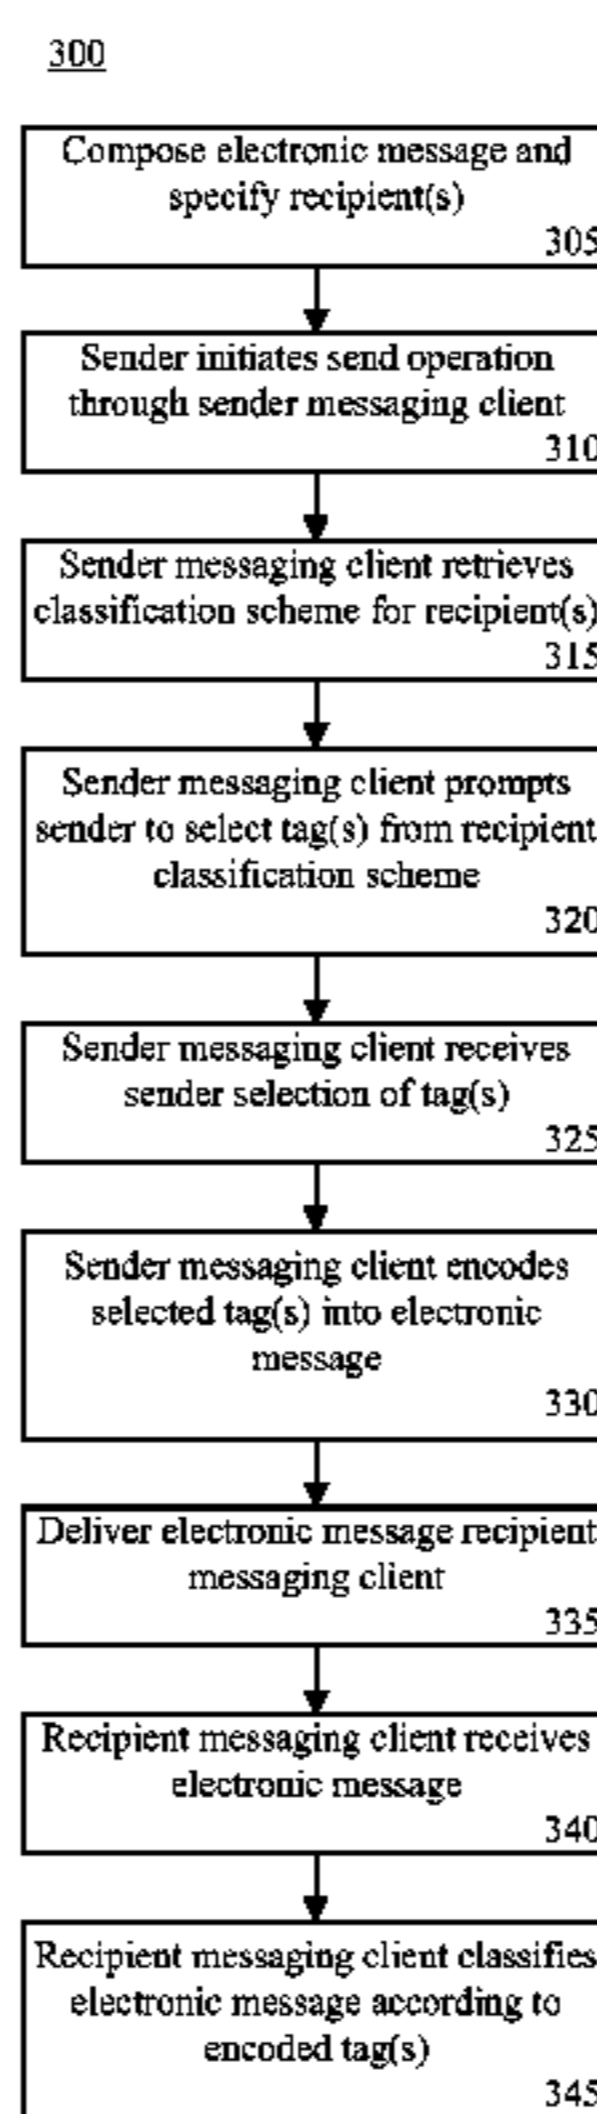 300
Compose electronic message and
specify recipient(s)
305
Sender initiates send operation
through sender messaging client
310
Sender messaging client retrieves
classification scheme for recipient(s)
315
Sender messaging client prompts
sender to select tag(s) from recipient
classification scheme
320
Sender messaging client receives
sender selection of tag(s)
325
Sender messaging client encodes
selected tag(s) into electronic
message
330
Deliver electronic message recipient
messaging client
335
Recipient messaging client receives
electronic message
340
Recipient messaging client classifies
electronic message according to
encoded tag(s)
345